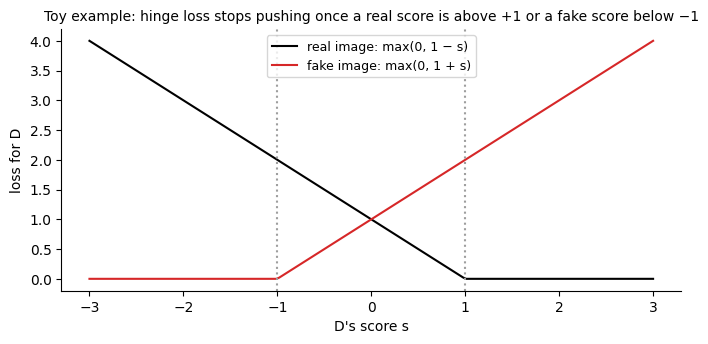 Toy example: hinge loss stops pushing once a real score is above +1 or a fake score below −1
real image: max(0, 1 − s)
fake image: max(0, 1 + s)
loss for D
4.0
3.5
3.0
2.5
2.0
1.5
1.0
0.5
0.0
−3 −2 −1 0 1 2 3
D's score s